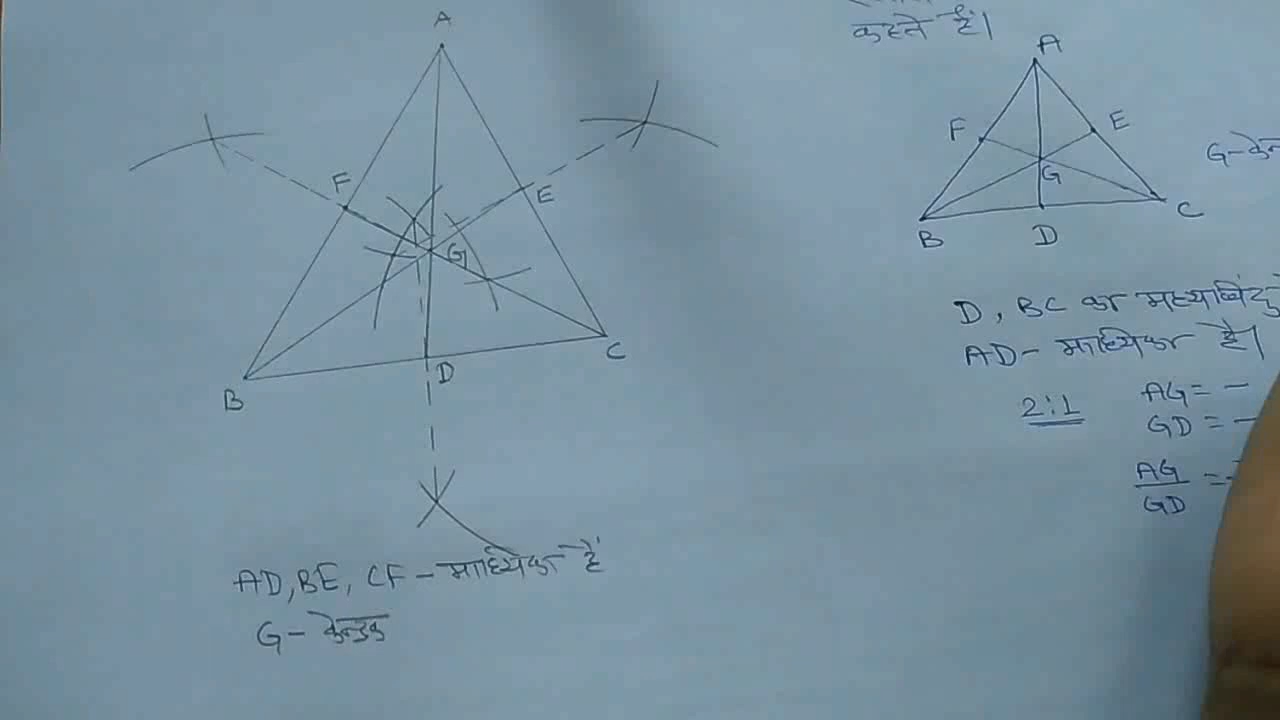 A
F
E
G
B
D
C
AD, BE, CF - माध्यिका हैं
G - केन्द्रक
कहते हैं।
A
F
E
G
B
D
C
G-
D, BC का मध्यबिंदु
AD - माध्यिका है।
2:1
AG = -
GD = -
AG
GD
=